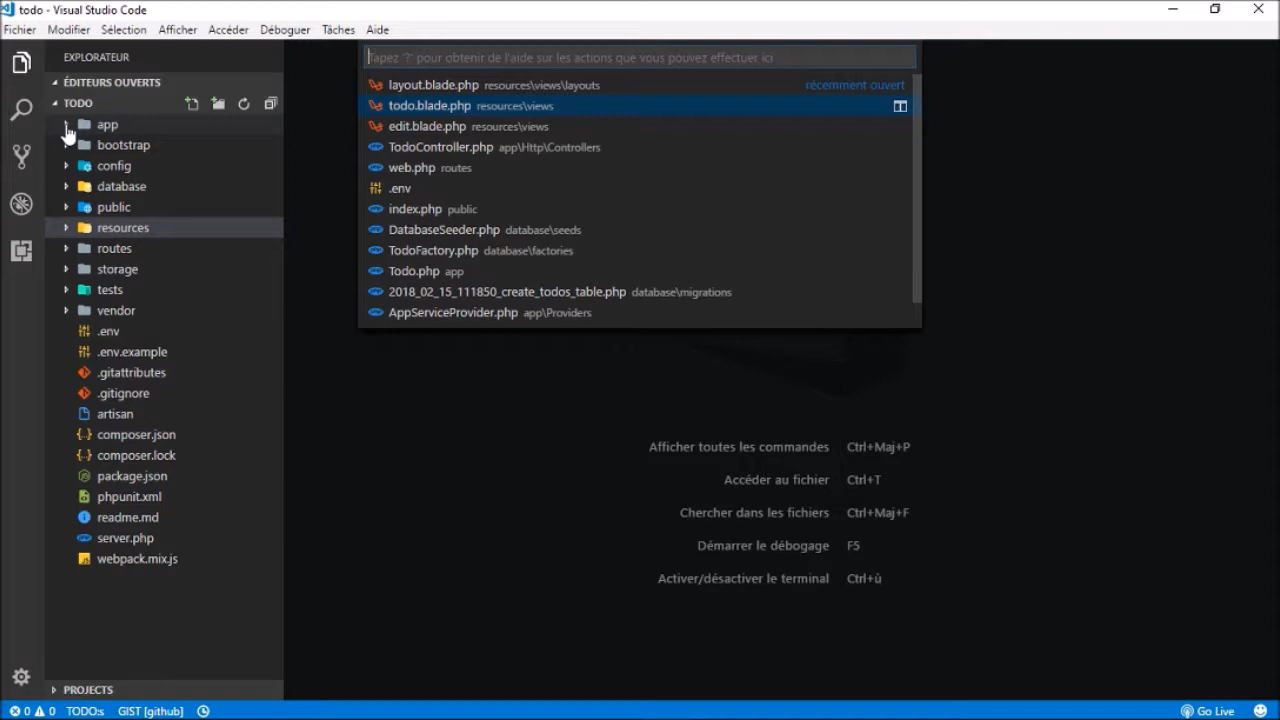 todo - Visual Studio Code
Fichier Modifier Sélection Afficher Accéder Déboguer Tâches Aide
EXPLORATEUR
ÉDITEURS OUVERTS
TODO
app
bootstrap
config
database
public
resources
routes
storage
tests
vendor
.env
.env.example
.gitattributes
.gitignore
artisan
composer.json
composer.lock
package.json
phpunit.xml
readme.md
server.php
webpack.mix.js
PROJECTS
Tapez '?' pour obtenir de l'aide sur les actions que vous pouvez effectuer ici
layout.blade.php resources\views\layouts récemment ouvert
todo.blade.php resources\views
edit.blade.php resources\views
TodoController.php app\Http\Controllers
web.php routes
.env
index.php public
DatabaseSeeder.php database\seeds
TodoFactory.php database\factories
Todo.php app
2018_02_15_111850_create_todos_table.php database\migrations
AppServiceProvider.php app\Providers
Afficher toutes les commandes Ctrl+Maj+P
Accéder au fichier Ctrl+T
Chercher dans les fichiers Ctrl+Maj+F
Démarrer le débogage F5
Activer/désactiver le terminal Ctrl+ù
0 0 TODO:s GIST [github] Go Live